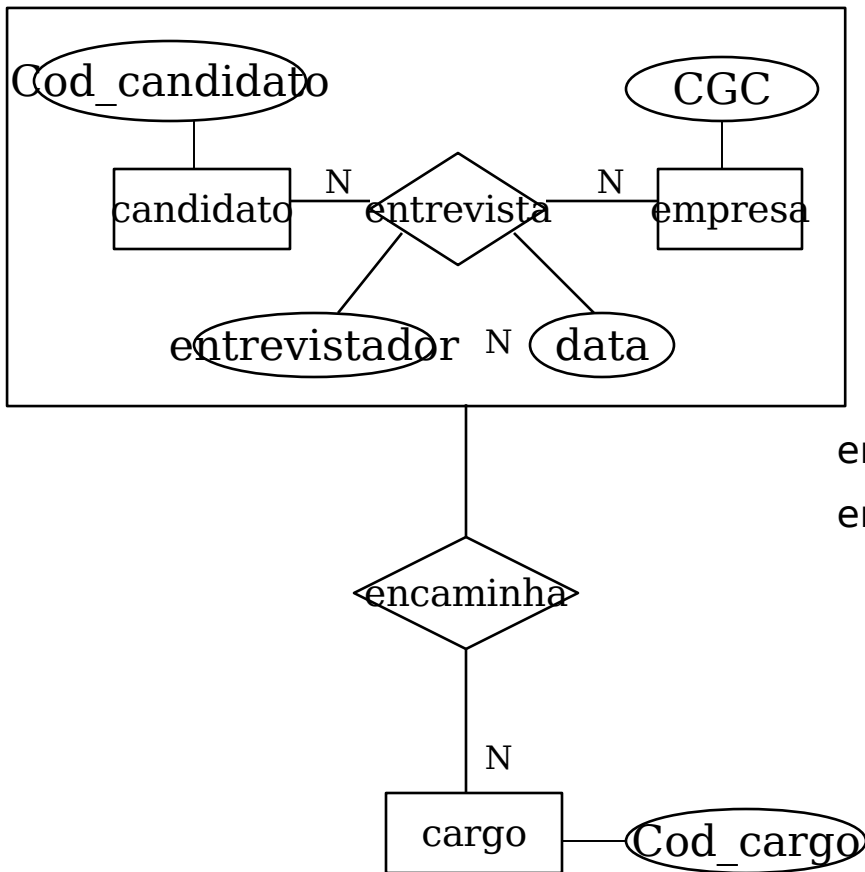 Cod_candidato
CGC
candidato
N
entrevista
N
empresa
entrevistador
N
data
encaminha
N
cargo
Cod_cargo